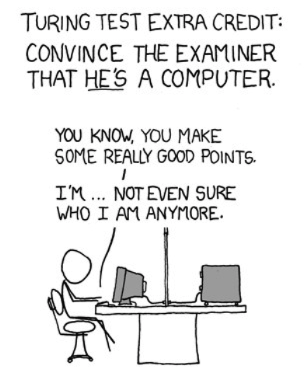 TURING TEST EXTRA CREDIT:
CONVINCE THE EXAMINER
THAT HE'S A COMPUTER.
YOU KNOW, YOU MAKE
SOME REALLY GOOD POINTS.
I'M ... NOT EVEN SURE
WHO I AM ANYMORE.